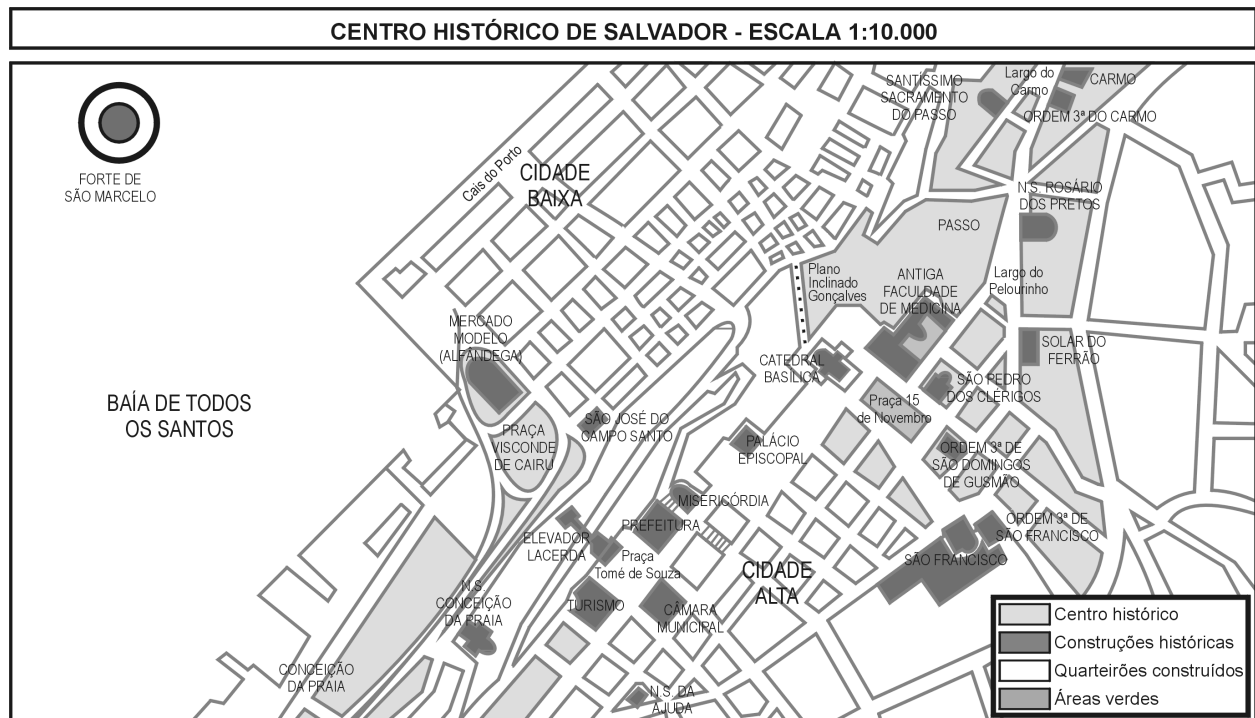 CENTRO HISTÓRICO DE SALVADOR - ESCALA 1:10.000
FORTE DE
SÃO MARCELO
Cais do Porto
CIDADE
BAIXA
SANTÍSSIMO
SACRAMENTO
DO PASSO
Largo do
Carmo
CARMO
ORDEM 3ª DO CARMO
N.S. ROSÁRIO
DOS PRETOS
PASSO
Plano
Inclinado
Gonçalves
ANTIGA
FACULDADE
DE MEDICINA
Largo do
Pelourinho
MERCADO
MODELO
(ALFÂNDEGA)
CATEDRAL
BASÍLICA
SOLAR DO
FERRÃO
BAÍA DE TODOS
OS SANTOS
SÃO PEDRO
DOS CLÉRIGOS
Praça 15
de Novembro
PRAÇA
VISCONDE
DE CAIRU
SÃO JOSÉ DO
CAMPO SANTO
PALÁCIO
EPISCOPAL
ORDEM 3ª DE
SÃO DOMINGOS
DE GUSMÃO
MISERICÓRDIA
PREFEITURA
ELEVADOR
LACERDA
Praça
Tomé de Souza
ORDEM 3ª DE
SÃO FRANCISCO
SÃO FRANCISCO
CIDADE
ALTA
N.S.
CONCEIÇÃO
DA PRAIA
TURISMO
CÂMARA
MUNICIPAL
CONCEIÇÃO
DA PRAIA
N.S. DA
AJUDA
Centro histórico
Construções históricas
Quarteirões construídos
Áreas verdes